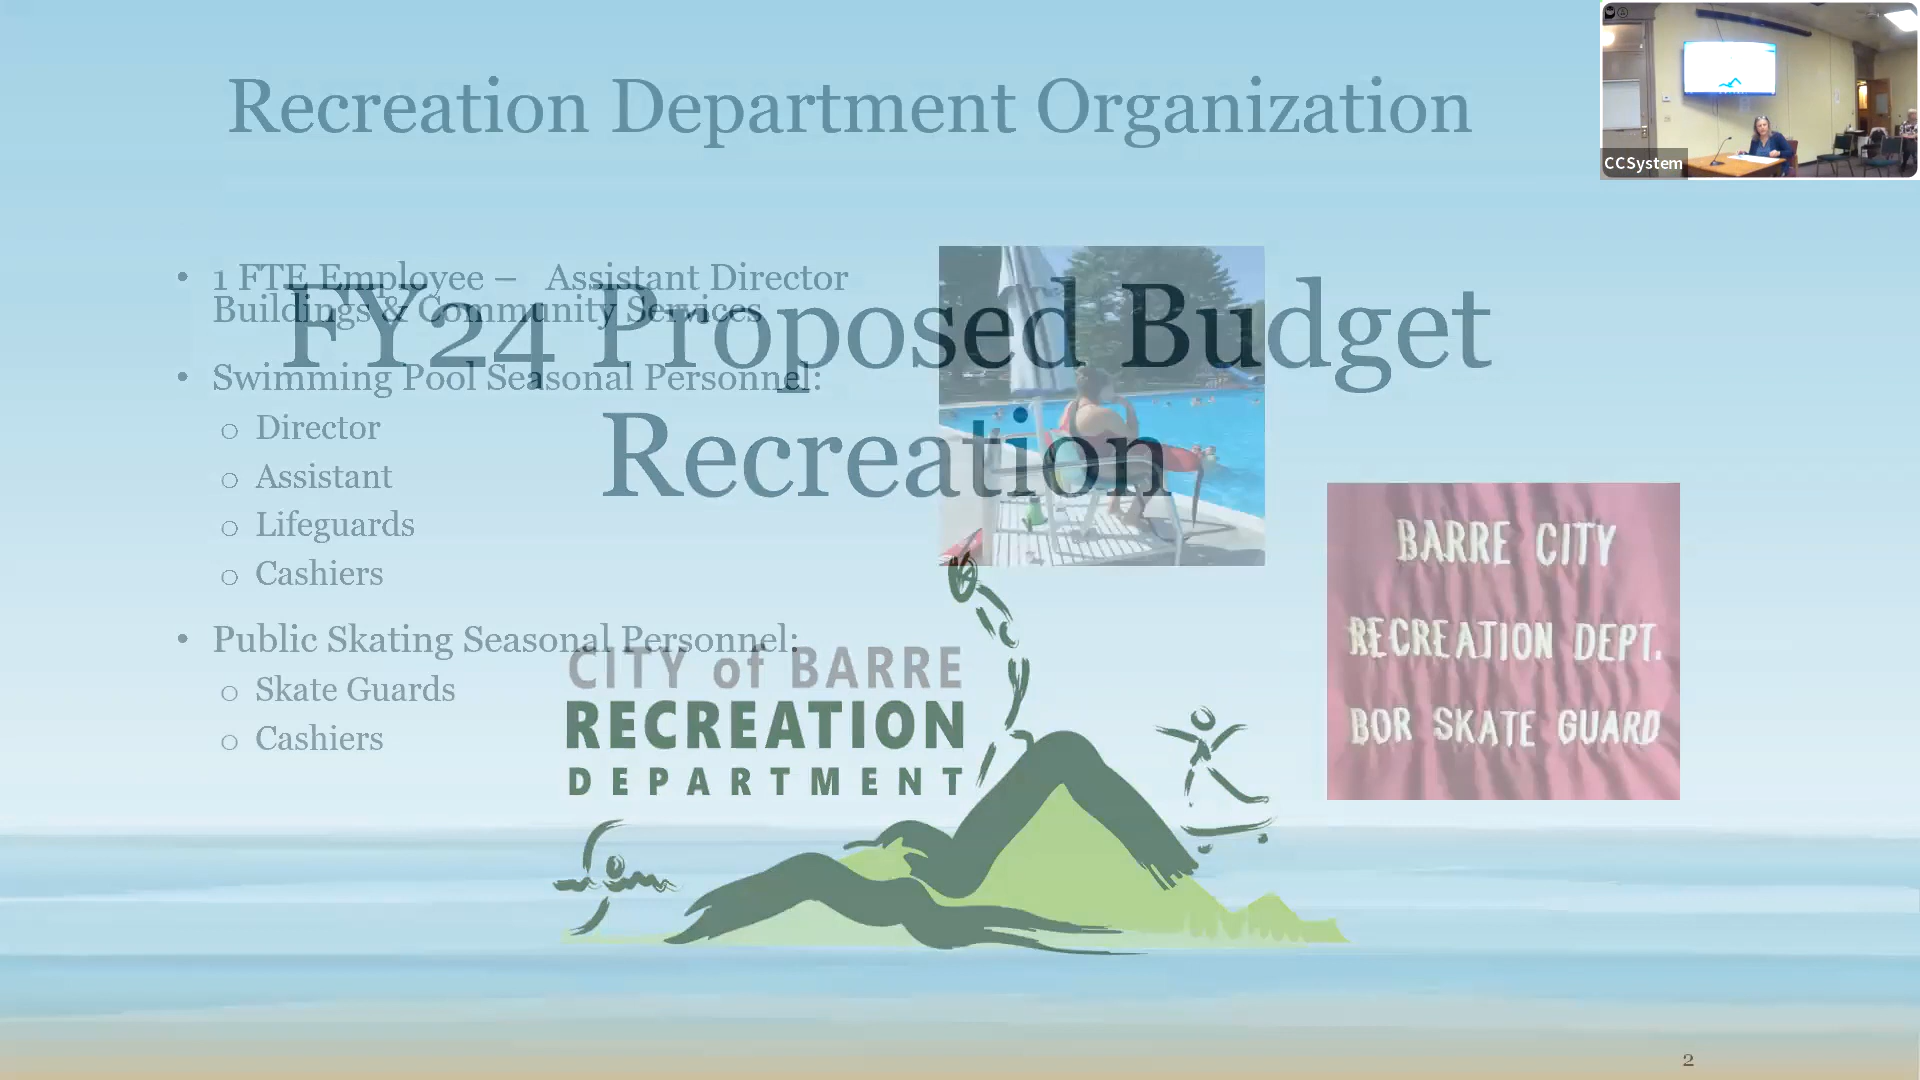 Recreation Department Organization
CCSystem
• 1 FTE Employee – Assistant Director
Buildings & Community Services
FY24 Proposed Budget
Recreation
• Swimming Pool Seasonal Personnel:
o Director
o Assistant
o Lifeguards
o Cashiers
• Public Skating Seasonal Personnel:
o Skate Guards
o Cashiers
CITY of BARRE
RECREATION
DEPARTMENT
BARRE CITY
RECREATION DEPT.
BOR SKATE GUARD
2